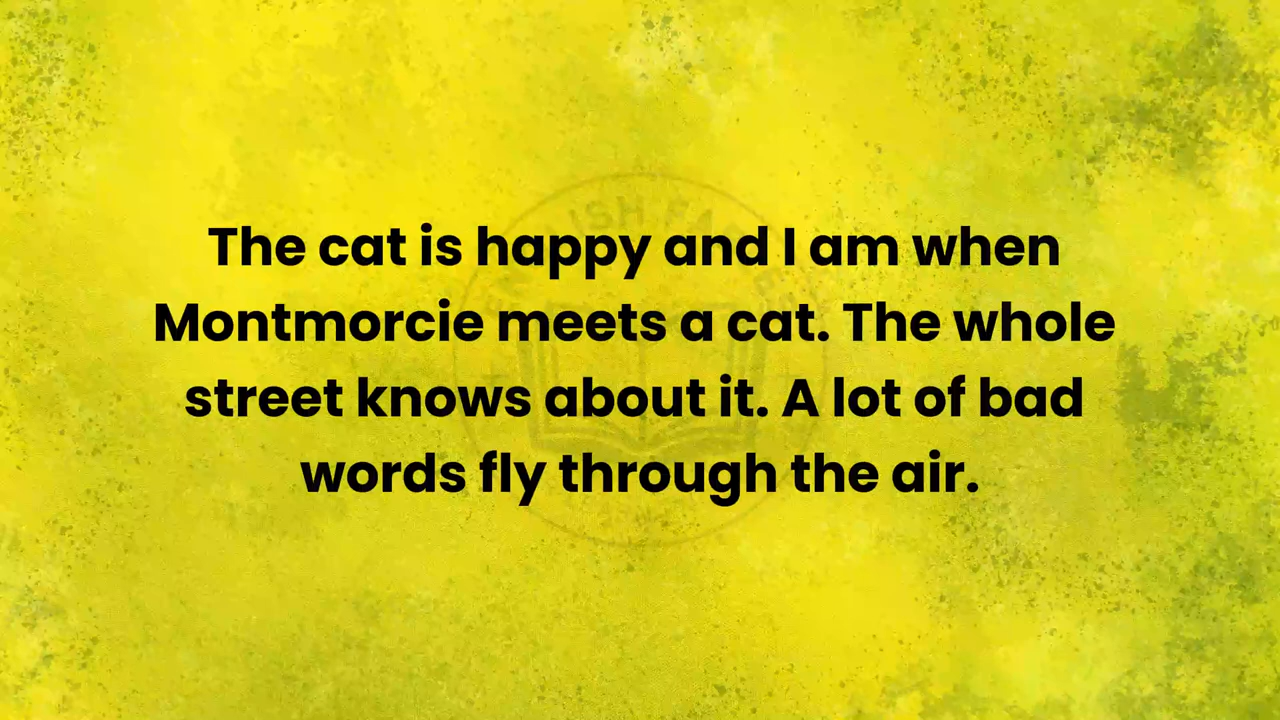 The cat is happy and I am when
Montmorcie meets a cat. The whole
street knows about it. A lot of bad
words fly through the air.